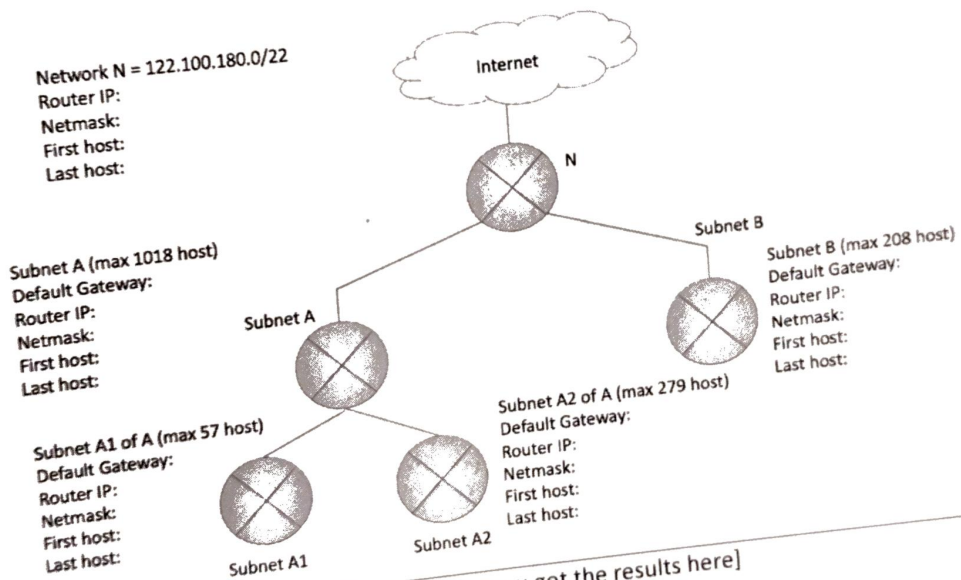 Network N = 122.100.180.0/22
Router IP:
Netmask:
First host:
Last host:
Internet
N
Subnet A (max 1018 host)
Default Gateway:
Router IP:
Netmask:
First host:
Last host:
Subnet A
Subnet B
Subnet B (max 208 host)
Default Gateway:
Router IP:
Netmask:
First host:
Last host:
Subnet A1 of A (max 57 host)
Default Gateway:
Router IP:
Netmask:
First host:
Last host:
Subnet A1
Subnet A2 of A (max 279 host)
Default Gateway:
Router IP:
Netmask:
First host:
Last host:
Subnet A2
got the results here]